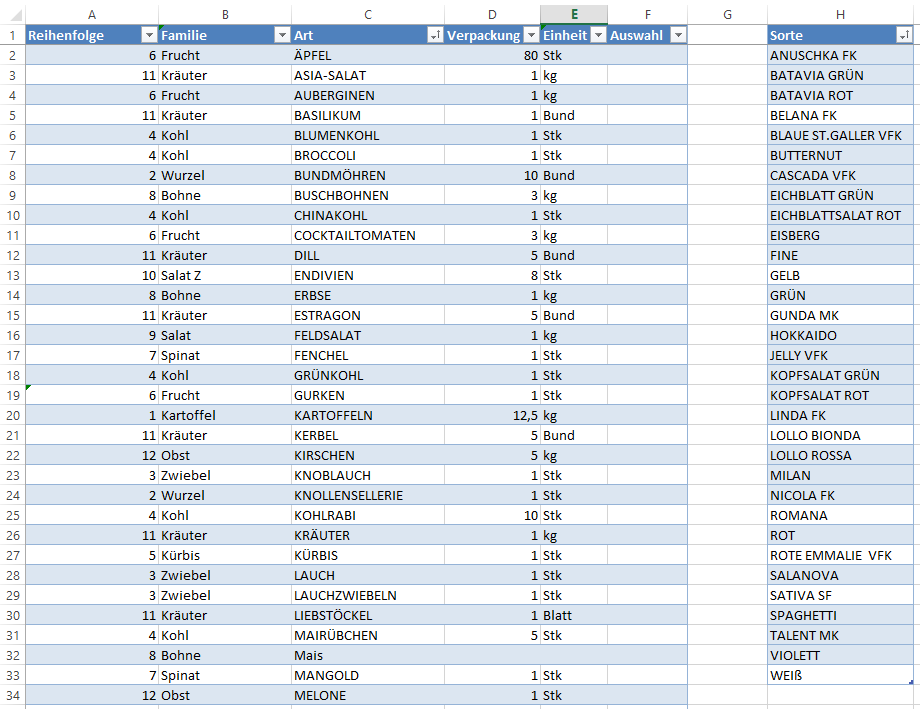 A B C D E F G H
1 Reihenfolge Familie Art Verpackung Einheit Auswahl Sorte
2 6 Frucht ÄPFEL 80 Stk ANUSCHKA FK
3 11 Kräuter ASIA-SALAT 1 kg BATAVIA GRÜN
4 6 Frucht AUBERGINEN 1 kg BATAVIA ROT
5 11 Kräuter BASILIKUM 1 Bund BELANA FK
6 4 Kohl BLUMENKOHL 1 Stk BLAUE ST.GALLER VFK
7 4 Kohl BROCCOLI 1 Stk BUTTERNUT
8 2 Wurzel BUNDMÖHREN 10 Bund CASCADA VFK
9 8 Bohne BUSCHBOHNEN 3 kg EICHBLATT GRÜN
10 4 Kohl CHINAKOHL 1 Stk EICHBLATTSALAT ROT
11 6 Frucht COCKTAILTOMATEN 3 kg EISBERG
12 11 Kräuter DILL 5 Bund FINE
13 10 Salat Z ENDIVIEN 8 Stk GELB
14 8 Bohne ERBSE 1 kg GRÜN
15 11 Kräuter ESTRAGON 5 Bund GUNDA MK
16 9 Salat FELDSALAT 1 kg HOKKAIDO
17 7 Spinat FENCHEL 1 Stk JELLY VFK
18 4 Kohl GRÜNKOHL 1 Stk KOPFSALAT GRÜN
19 6 Frucht GURKEN 1 Stk KOPFSALAT ROT
20 1 Kartoffel KARTOFFELN 12,5 kg LINDA FK
21 11 Kräuter KERBEL 5 Bund LOLLO BIONDA
22 12 Obst KIRSCHEN 5 kg LOLLO ROSSA
23 3 Zwiebel KNOBLAUCH 1 Stk MILAN
24 2 Wurzel KNOLLENSELLERIE 1 Stk NICOLA FK
25 4 Kohl KOHLRABI 10 Stk ROMANA
26 11 Kräuter KRÄUTER 1 kg ROT
27 5 Kürbis KÜRBIS 1 Stk ROTE EMMALIE VFK
28 3 Zwiebel LAUCH 1 Stk SALANOVA
29 3 Zwiebel LAUCHZWIEBELN 1 Stk SATIVA SF
30 11 Kräuter LIEBSTÖCKEL 1 Blatt SPAGHETTI
31 4 Kohl MAIRÜBCHEN 5 Stk TALENT MK
32 8 Bohne Mais VIOLETT
33 7 Spinat MANGOLD 1 Stk WEIß
34 12 Obst MELONE 1 Stk